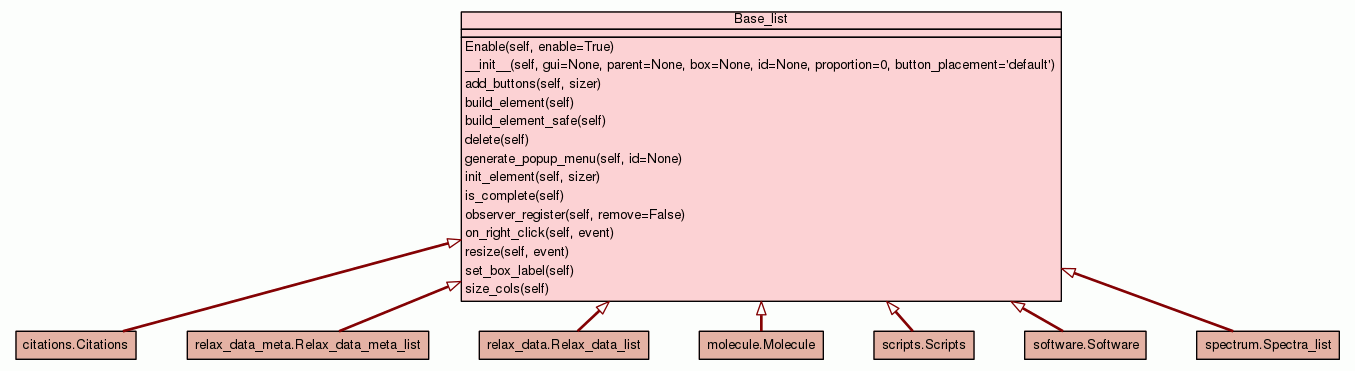 Base_list
Enable(self, enable=True)
__init__(self, gui=None, parent=None, box=None, id=None, proportion=0, button_placement='default')
add_buttons(self, sizer)
build_element(self)
build_element_safe(self)
delete(self)
generate_popup_menu(self, id=None)
init_element(self, sizer)
is_complete(self)
observer_register(self, remove=False)
on_right_click(self, event)
resize(self, event)
set_box_label(self)
size_cols(self)
citations.Citations
relax_data_meta.Relax_data_meta_list
relax_data.Relax_data_list
molecule.Molecule
scripts.Scripts
software.Software
spectrum.Spectra_list